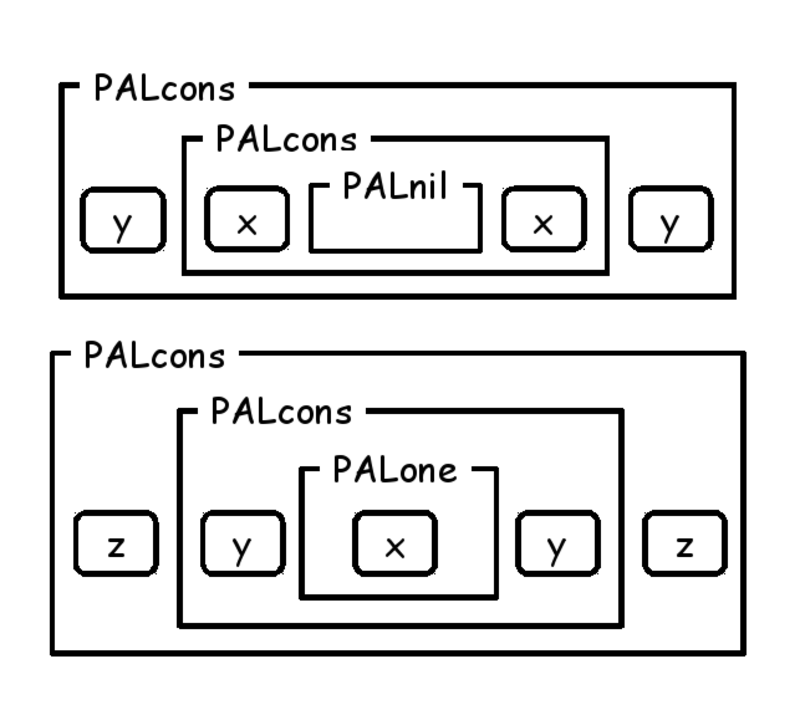 PALcons
PALcons
PALnil
y x x y
PALcons
PALcons
PALone
z y x y z